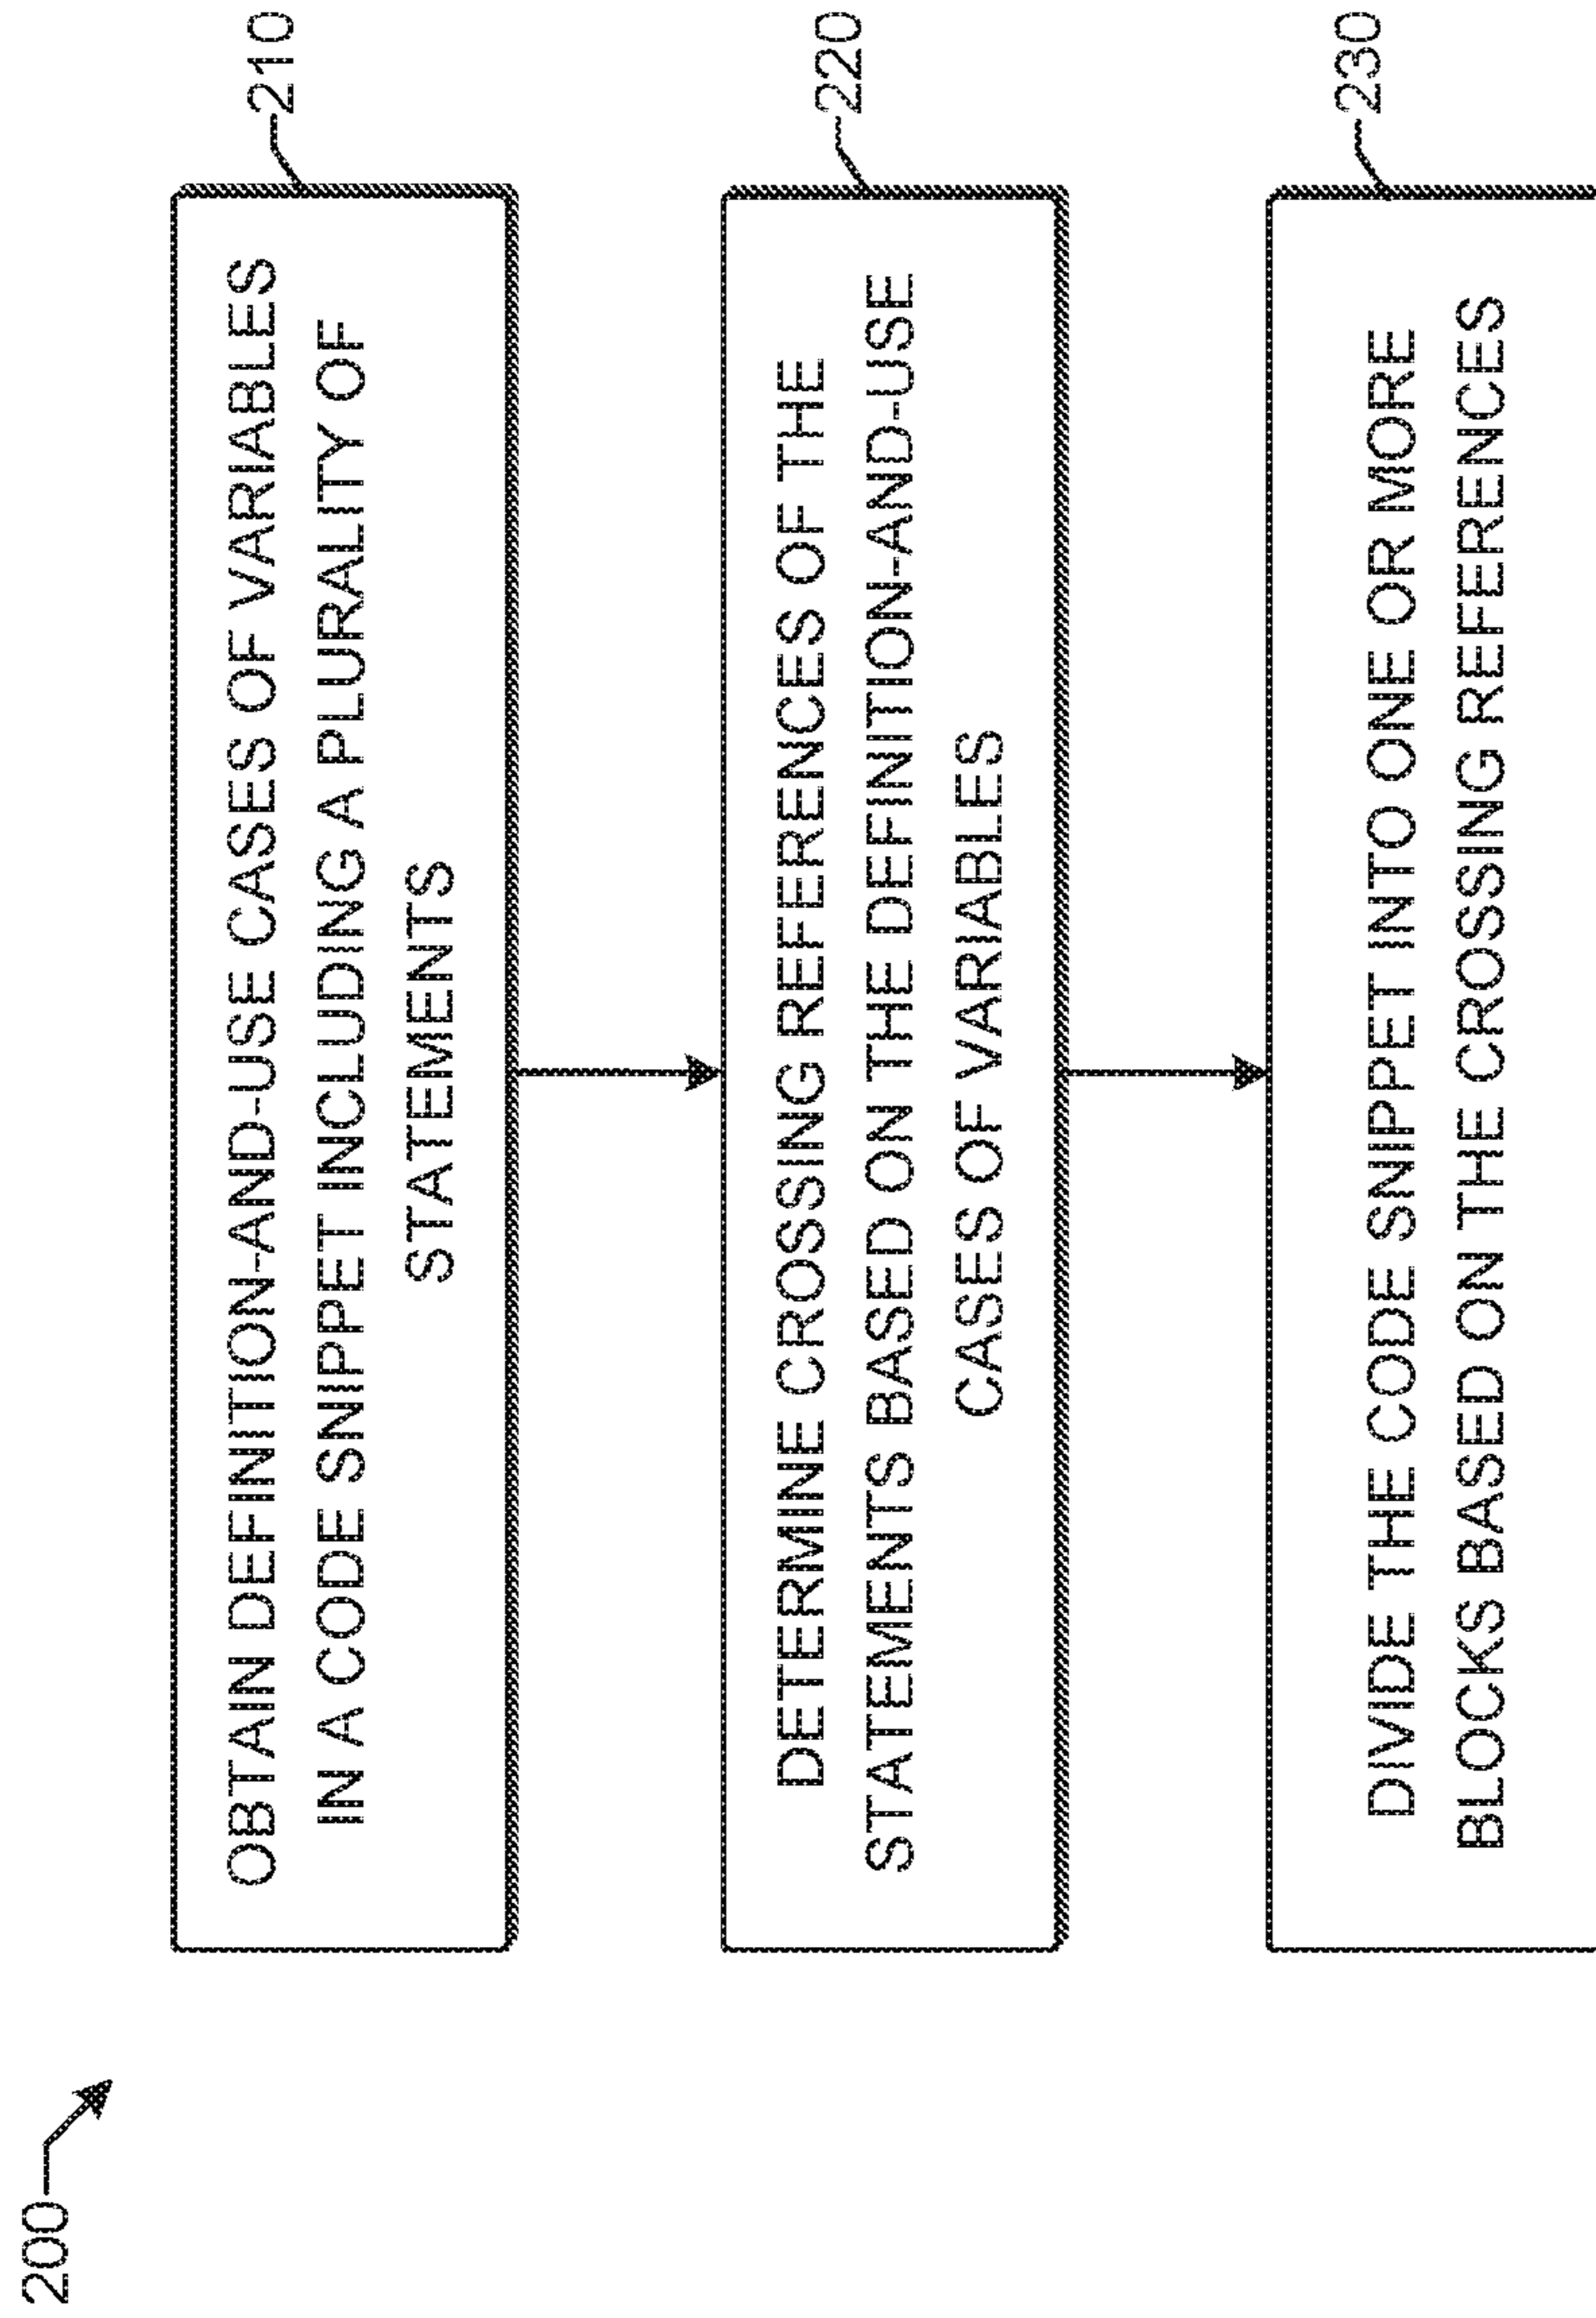 200
OBTAIN DEFINITION-AND-USE CASES OF VARIABLES
IN A CODE SNIPPET INCLUDING A PLURALITY OF
STATEMENTS
210
DETERMINE CROSSING REFERENCES OF THE
STATEMENTS BASED ON THE DEFINITION-AND-USE
CASES OF VARIABLES
220
DIVIDE THE CODE SNIPPET INTO ONE OR MORE
BLOCKS BASED ON THE CROSSING REFERENCES
230